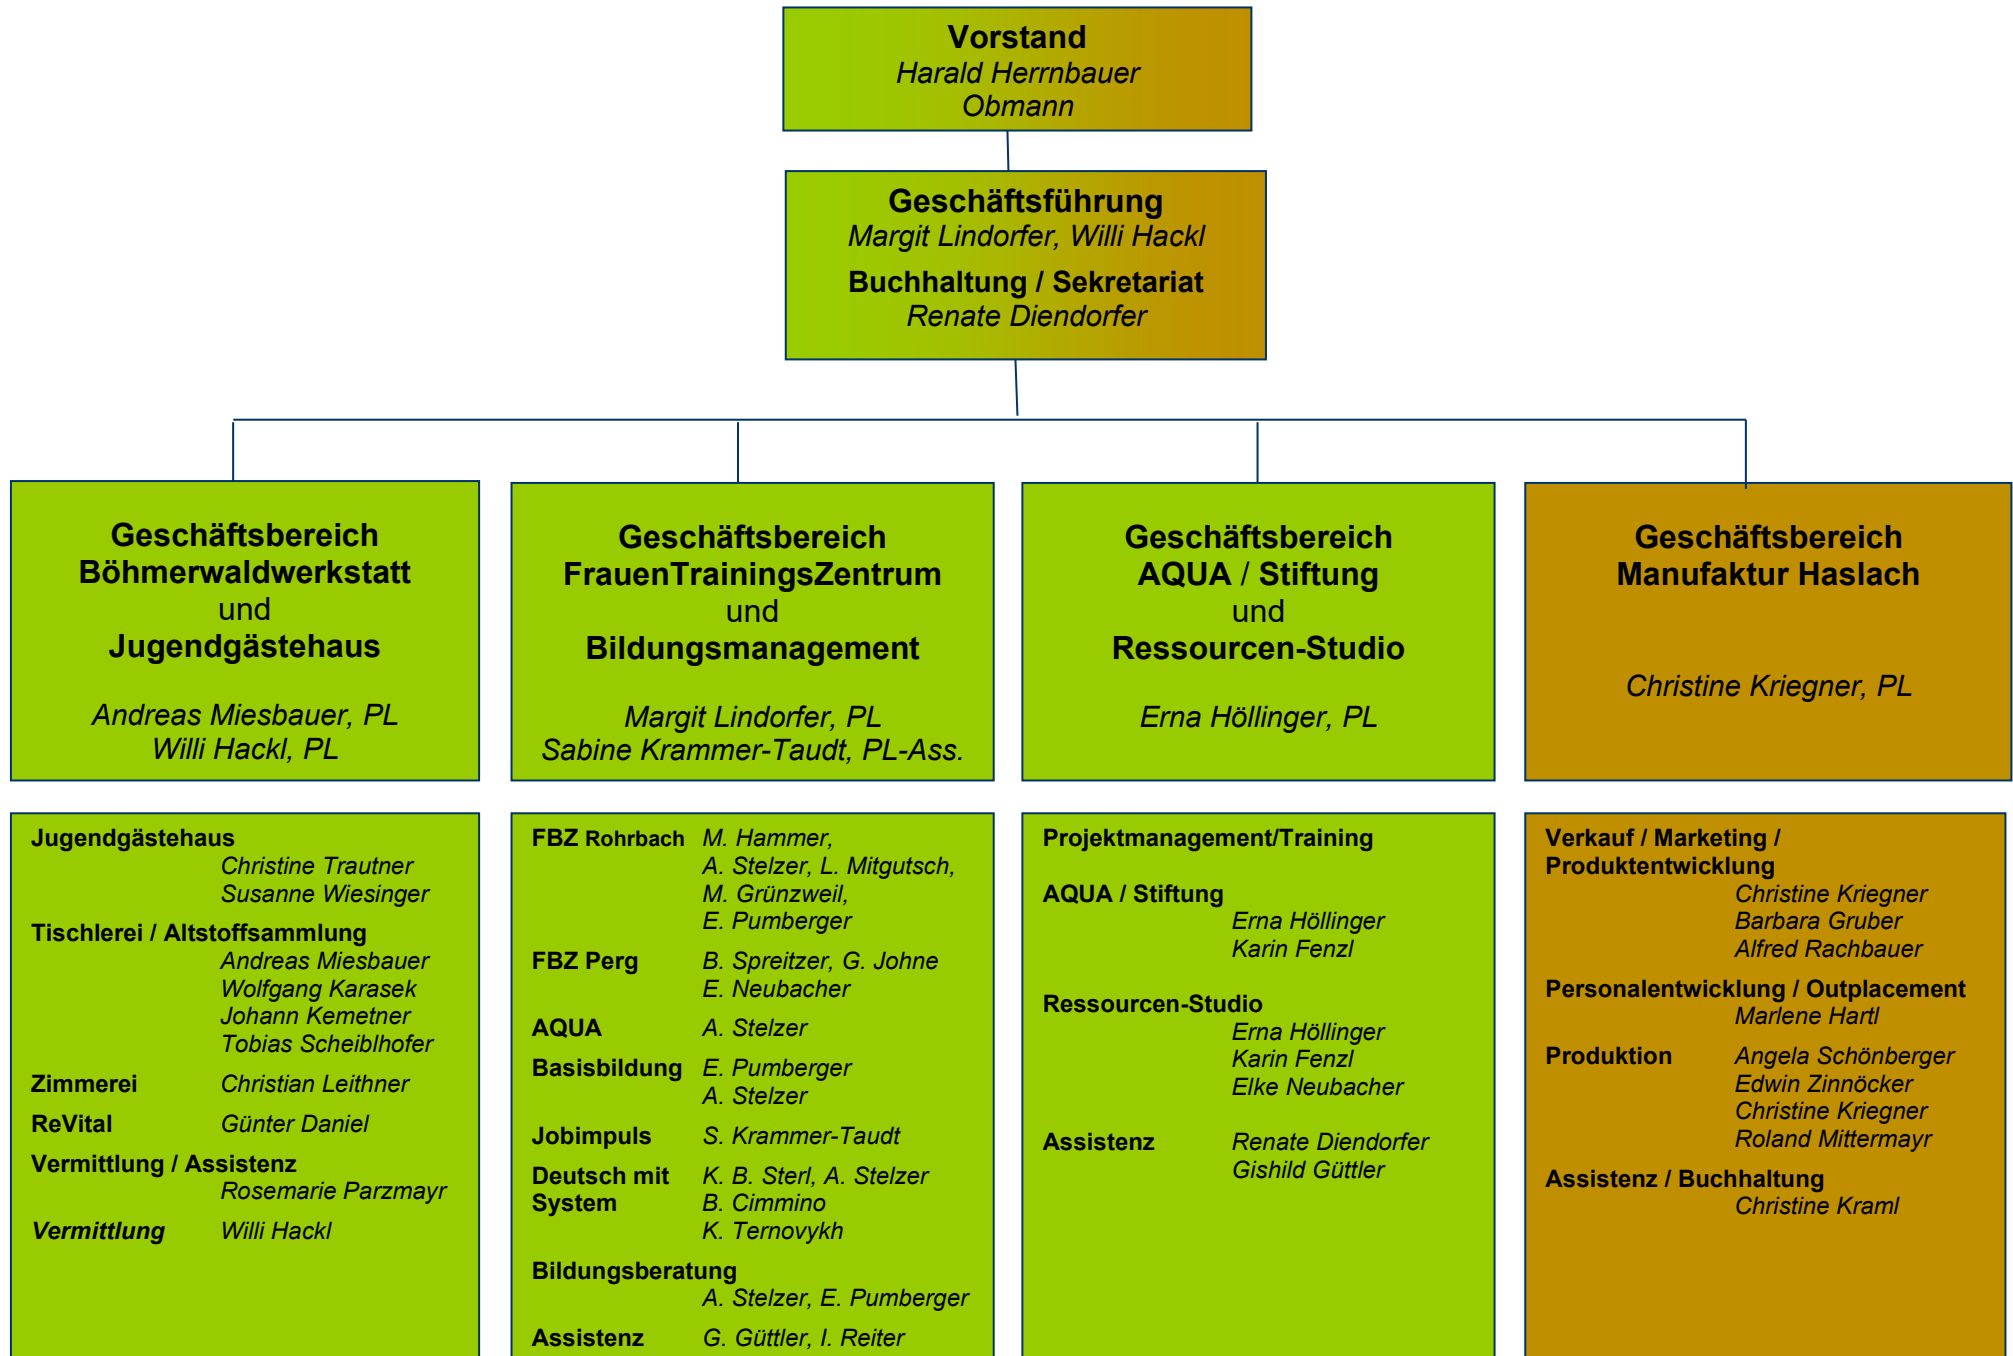 Vorstand
Harald Herrnbauer
Obmann
Geschäftsführung
Margit Lindorfer, Willi Hackl
Buchhaltung / Sekretariat
Renate Diendorfer
Geschäftsbereich
Böhmerwaldwerkstatt
und
Jugendgästehaus
Andreas Miesbauer, PL
Willi Hackl, PL
Geschäftsbereich
FrauenTrainingsZentrum
und
Bildungsmanagement
Margit Lindorfer, PL
Sabine Krammer-Taudt, PL-Ass.
Geschäftsbereich
AQUA / Stiftung
und
Ressourcen-Studio
Erna Höllinger, PL
Geschäftsbereich
Manufaktur Haslach
Christine Kriegner, PL
Jugendgästehaus
Christine Trautner
Susanne Wiesinger
Tischlerei / Altstoffsammlung
Andreas Miesbauer
Wolfgang Karasek
Johann Kemetner
Tobias Scheiblhofer
Zimmerei Christian Leithner
ReVital Günter Daniel
Vermittlung / Assistenz
Rosemarie Parzmayr
Vermittlung Willi Hackl
FBZ Rohrbach M. Hammer,
A. Stelzer, L. Mitgutsch,
M. Grünzweil,
E. Pumberger
FBZ Perg B. Spreitzer, G. Johne
E. Neubacher
AQUA A. Stelzer
Basisbildung E. Pumberger
A. Stelzer
Jobimpuls S. Krammer-Taudt
Deutsch mit K. B. Sterl, A. Stelzer
System B. Cimmino
K. Ternovykh
Bildungsberatung
A. Stelzer, E. Pumberger
Assistenz G. Güttler, I. Reiter
Projektmanagement/Training
AQUA / Stiftung
Erna Höllinger
Karin Fenzl
Ressourcen-Studio
Erna Höllinger
Karin Fenzl
Elke Neubacher
Assistenz Renate Diendorfer
Gishild Güttler
Verkauf / Marketing /
Produktentwicklung
Christine Kriegner
Barbara Gruber
Alfred Rachbauer
Personalentwicklung / Outplacement
Marlene Hartl
Produktion Angela Schönberger
Edwin Zinnöcker
Christine Kriegner
Roland Mittermayr
Assistenz / Buchhaltung
Christine Kraml